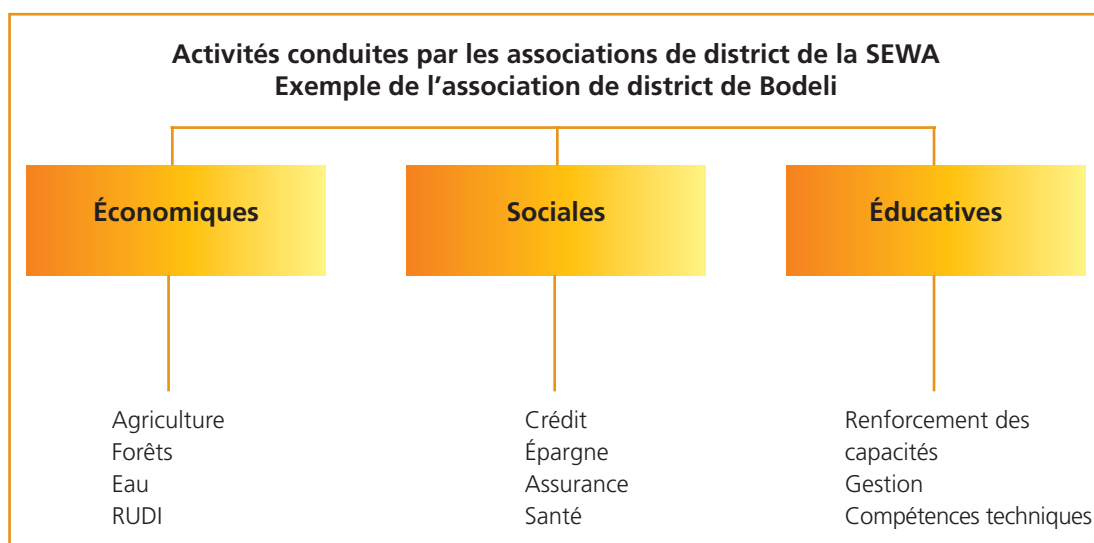 Activités conduites par les associations de district de la SEWA
Exemple de l’association de district de Bodeli
Économiques
Sociales
Éducatives
Agriculture
Forêts
Eau
RUDI
Crédit
Épargne
Assurance
Santé
Renforcement des
capacités
Gestion
Compétences techniques